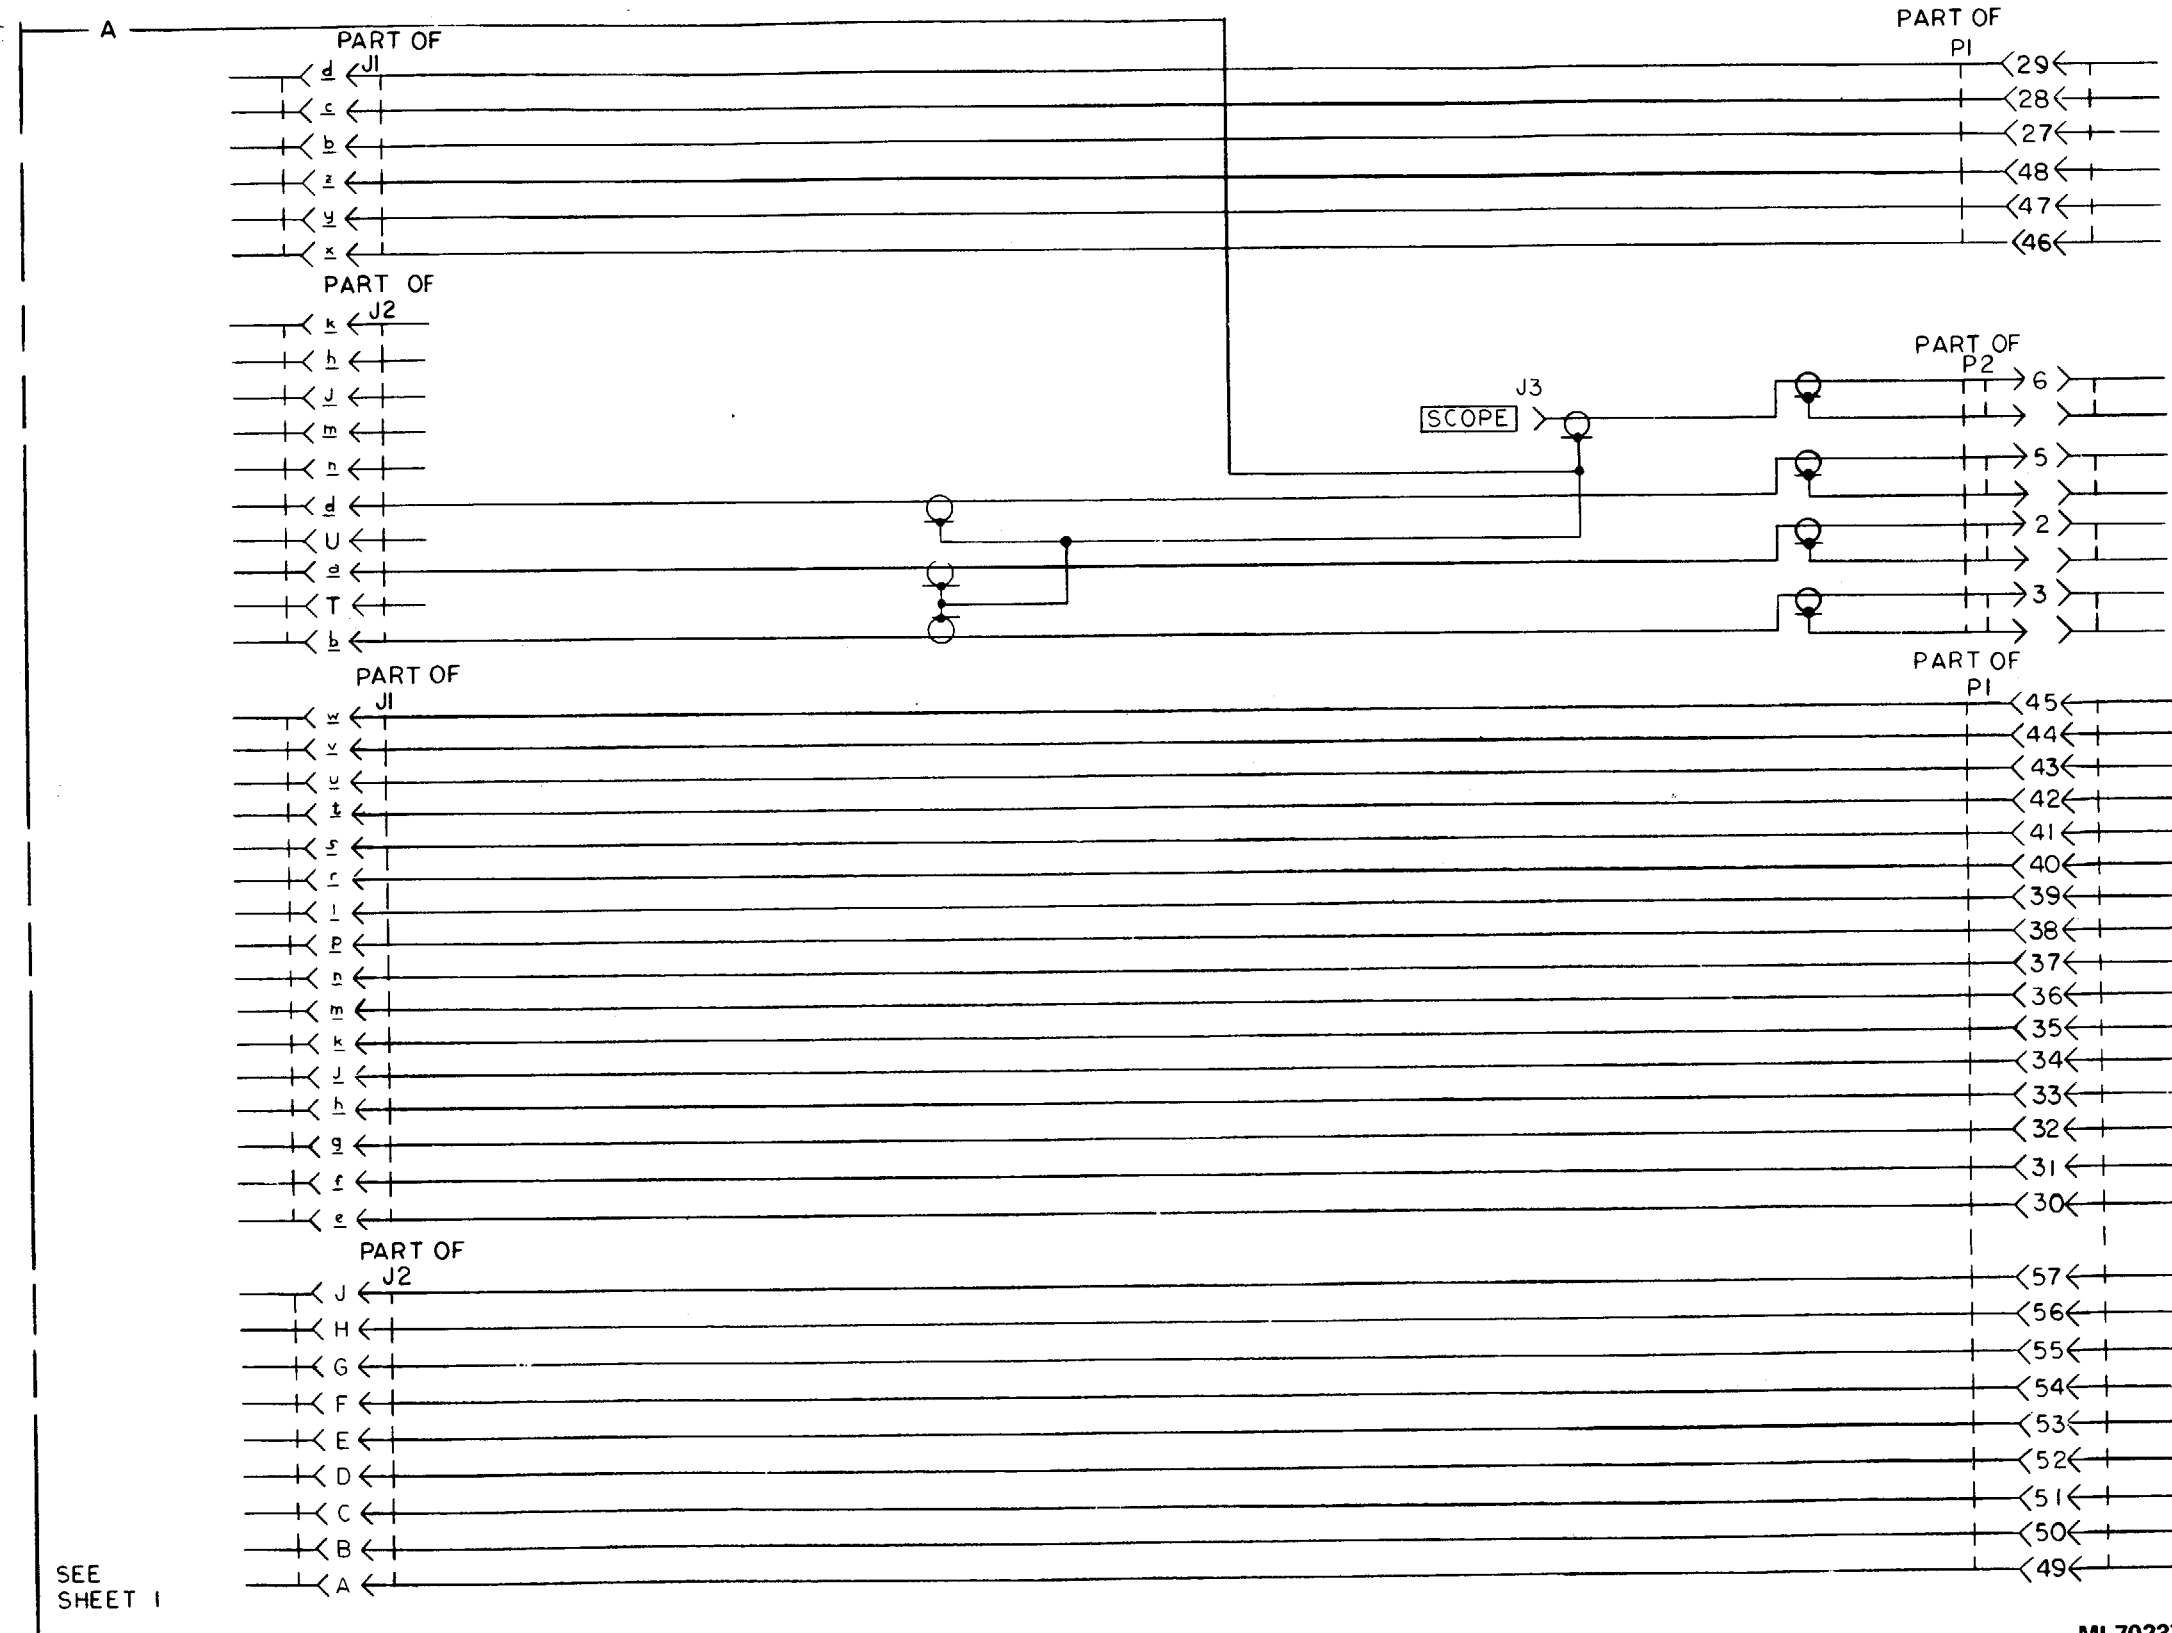 A
PART OF
J1
PART OF
P1
d 29
c 28
b 27
z 48
y 47
x 46
PART OF
J2
k
h
J
m
n
d
U
a
T
b
J3
SCOPE
PART OF
P2
6
5
2
3
PART OF
J1
PART OF
P1
w 45
v 44
u 43
t 42
s 41
r 40
l 39
p 38
n 37
m 36
k 35
J 34
h 33
g 32
f 31
e 30
PART OF
J2
J 57
H 56
G 55
F 54
E 53
D 52
C 51
B 50
A 49
SEE
SHEET 1